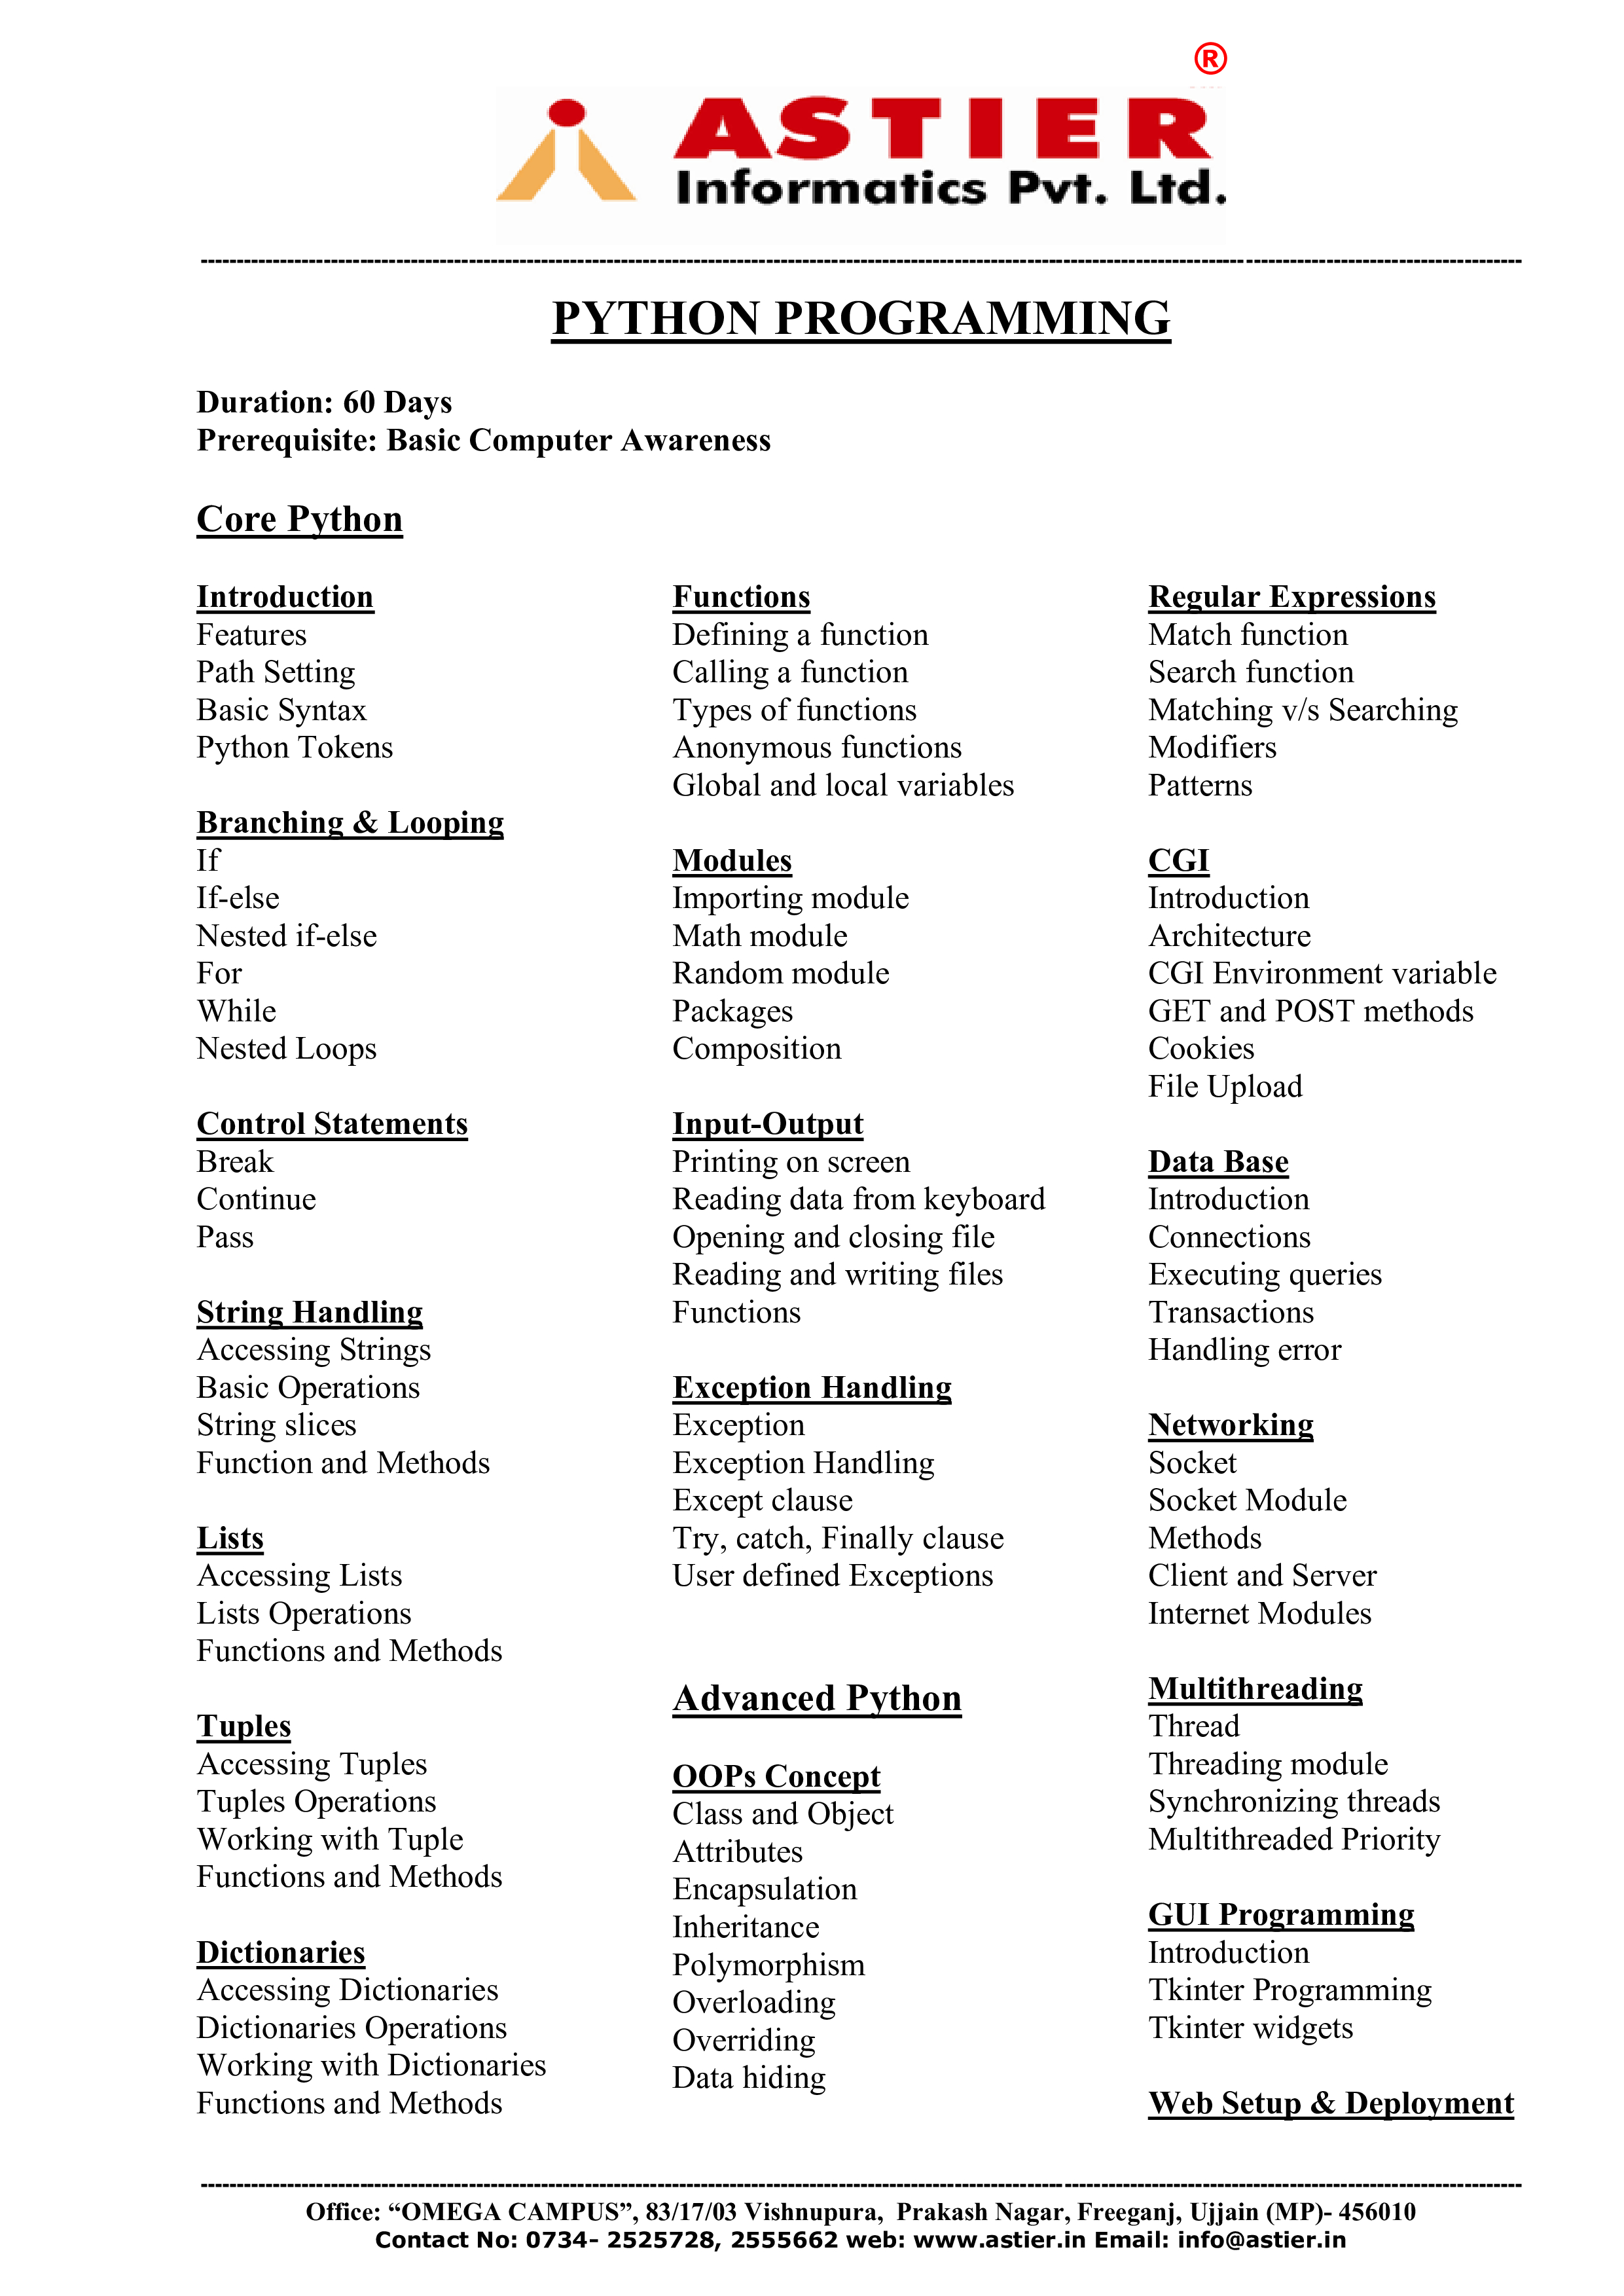 ®
ASTIER
Informatics Pvt. Ltd.
PYTHON PROGRAMMING
Duration: 60 Days
Prerequisite: Basic Computer Awareness
Core Python
Introduction
Features
Path Setting
Basic Syntax
Python Tokens
Branching & Looping
If
If-else
Nested if-else
For
While
Nested Loops
Control Statements
Break
Continue
Pass
String Handling
Accessing Strings
Basic Operations
String slices
Function and Methods
Lists
Accessing Lists
Lists Operations
Functions and Methods
Tuples
Accessing Tuples
Tuples Operations
Working with Tuple
Functions and Methods
Dictionaries
Accessing Dictionaries
Dictionaries Operations
Working with Dictionaries
Functions and Methods
Functions
Defining a function
Calling a function
Types of functions
Anonymous functions
Global and local variables
Modules
Importing module
Math module
Random module
Packages
Composition
Input-Output
Printing on screen
Reading data from keyboard
Opening and closing file
Reading and writing files
Functions
Exception Handling
Exception
Exception Handling
Except clause
Try, catch, Finally clause
User defined Exceptions
Advanced Python
OOPs Concept
Class and Object
Attributes
Encapsulation
Inheritance
Polymorphism
Overloading
Overriding
Data hiding
Regular Expressions
Match function
Search function
Matching v/s Searching
Modifiers
Patterns
CGI
Introduction
Architecture
CGI Environment variable
GET and POST methods
Cookies
File Upload
Data Base
Introduction
Connections
Executing queries
Transactions
Handling error
Networking
Socket
Socket Module
Methods
Client and Server
Internet Modules
Multithreading
Thread
Threading module
Synchronizing threads
Multithreaded Priority
GUI Programming
Introduction
Tkinter Programming
Tkinter widgets
Web Setup & Deployment
Office: “OMEGA CAMPUS”, 83/17/03 Vishnupura, Prakash Nagar, Freeganj, Ujjain (MP)- 456010
Contact No: 0734- 2525728, 2555662 web: www.astier.in Email: info@astier.in